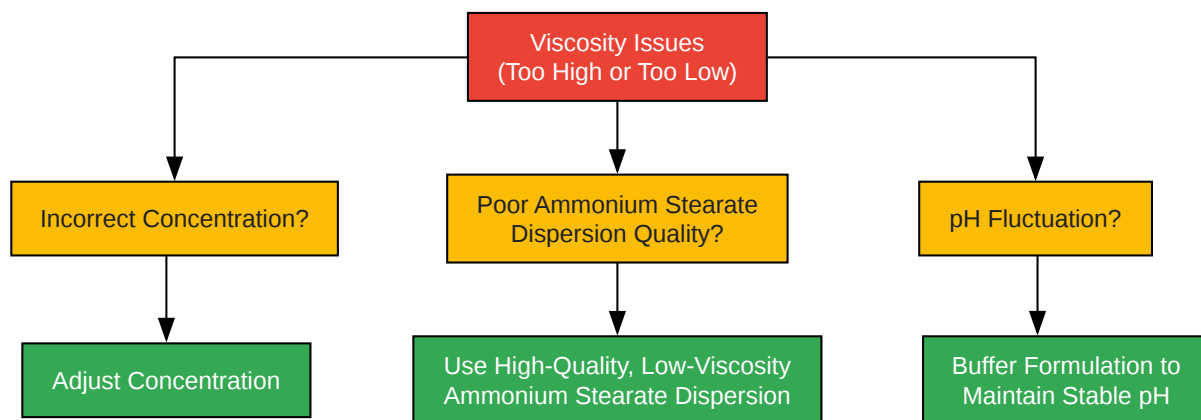 Viscosity Issues
(Too High or Too Low)
Incorrect Concentration?
Poor Ammonium Stearate
Dispersion Quality?
pH Fluctuation?
Adjust Concentration
Use High-Quality, Low-Viscosity
Ammonium Stearate Dispersion
Buffer Formulation to
Maintain Stable pH